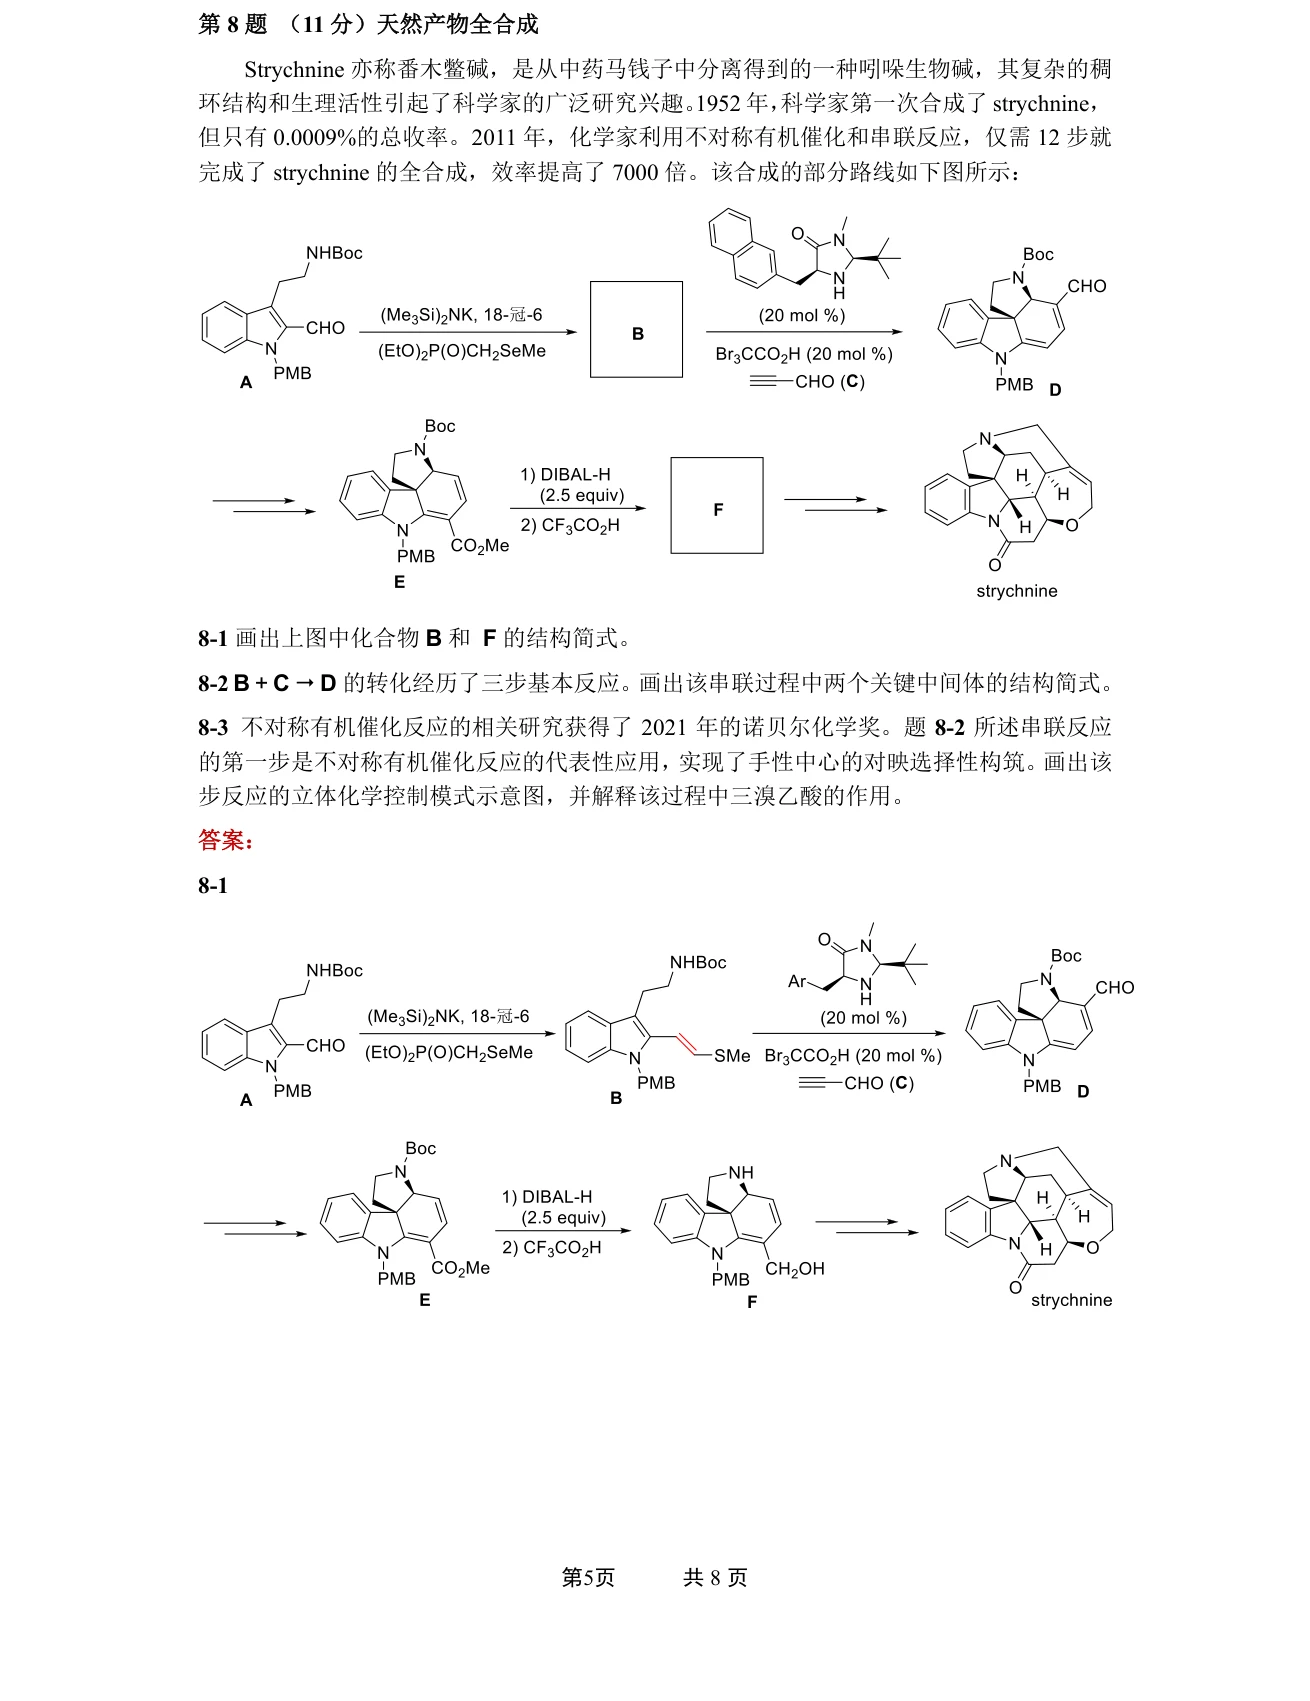 第 8 题 （11 分）天然产物全合成
Strychnine 亦称番木鳖碱，是从中药马钱子中分离得到的一种吲哚生物碱，其复杂的稠
环结构和生理活性引起了科学家的广泛研究兴趣。1952 年，科学家第一次合成了 strychnine，
但只有 0.0009%的总收率。2011 年，化学家利用不对称有机催化和串联反应，仅需 12 步就
完成了 strychnine 的全合成，效率提高了 7000 倍。该合成的部分路线如下图所示：
NHBoc
CHO
N
PMB
A
(Me3Si)2NK, 18-冠-6
(EtO)2P(O)CH2SeMe
B
O
N
N
H
(20 mol %)
Br3CCO2H (20 mol %)
CHO (C)
Boc
N
CHO
N
PMB
D
Boc
N
N
PMB
CO2Me
E
1) DIBAL-H
(2.5 equiv)
2) CF3CO2H
F
N
H
H
N
H
O
O
strychnine
8-1 画出上图中化合物 B 和 F 的结构简式。
8-2 B + C → D 的转化经历了三步基本反应。画出该串联过程中两个关键中间体的结构简式。
8-3 不对称有机催化反应的相关研究获得了 2021 年的诺贝尔化学奖。题 8-2 所述串联反应
的第一步是不对称有机催化反应的代表性应用，实现了手性中心的对映选择性构筑。画出该
步反应的立体化学控制模式示意图，并解释该过程中三溴乙酸的作用。
答案：
8-1
NHBoc
CHO
N
PMB
A
(Me3Si)2NK, 18-冠-6
(EtO)2P(O)CH2SeMe
NHBoc
SMe
N
PMB
B
O
N
Ar
N
H
(20 mol %)
Br3CCO2H (20 mol %)
CHO (C)
Boc
N
CHO
N
PMB
D
Boc
N
N
PMB
CO2Me
E
1) DIBAL-H
(2.5 equiv)
2) CF3CO2H
NH
N
PMB
CH2OH
F
N
H
H
N
H
O
O
strychnine
第5页 共 8 页